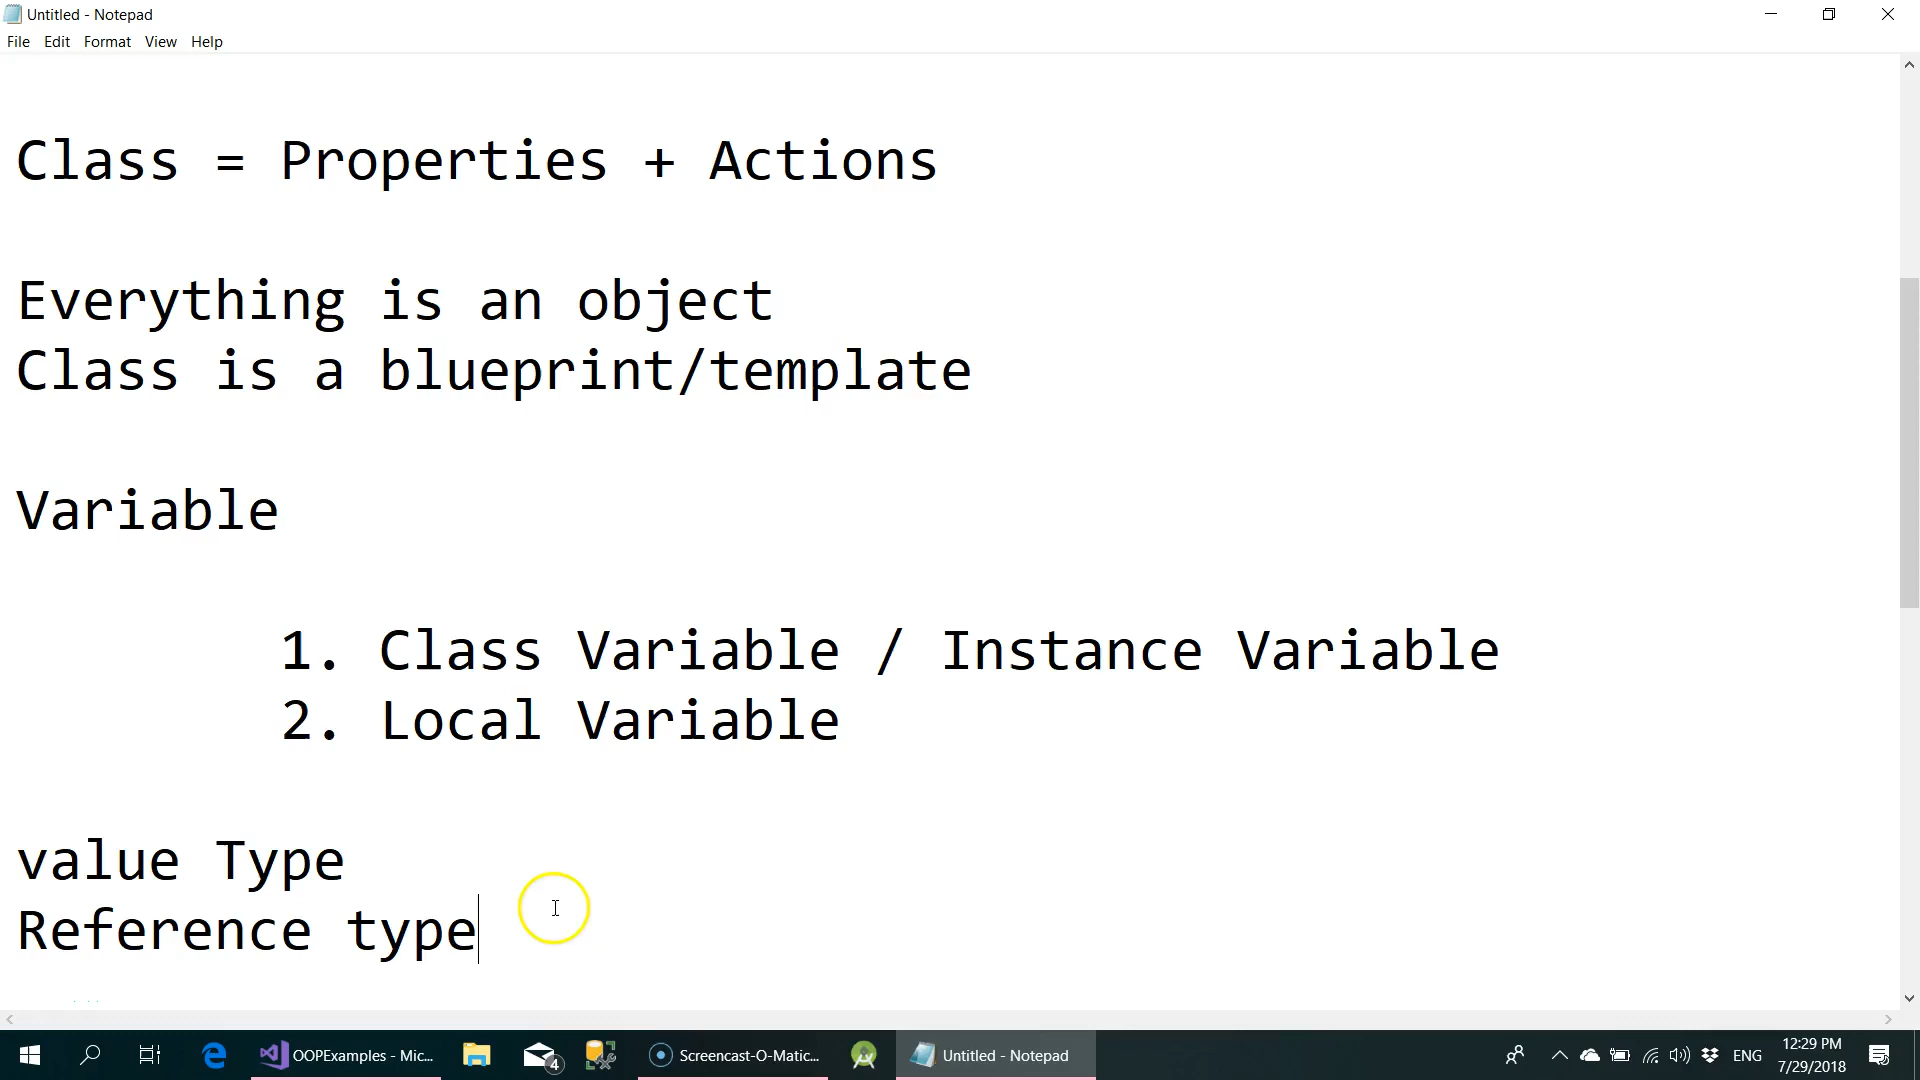 Untitled - Notepad
File Edit Format View Help
Class = Properties + Actions
Everything is an object
Class is a blueprint/template
Variable
1. Class Variable / Instance Variable
2. Local Variable
value Type
Reference type
OOPExamples - Mic... 4 Screencast-O-Matic... Untitled - Notepad ENG 12:29 PM
7/29/2018